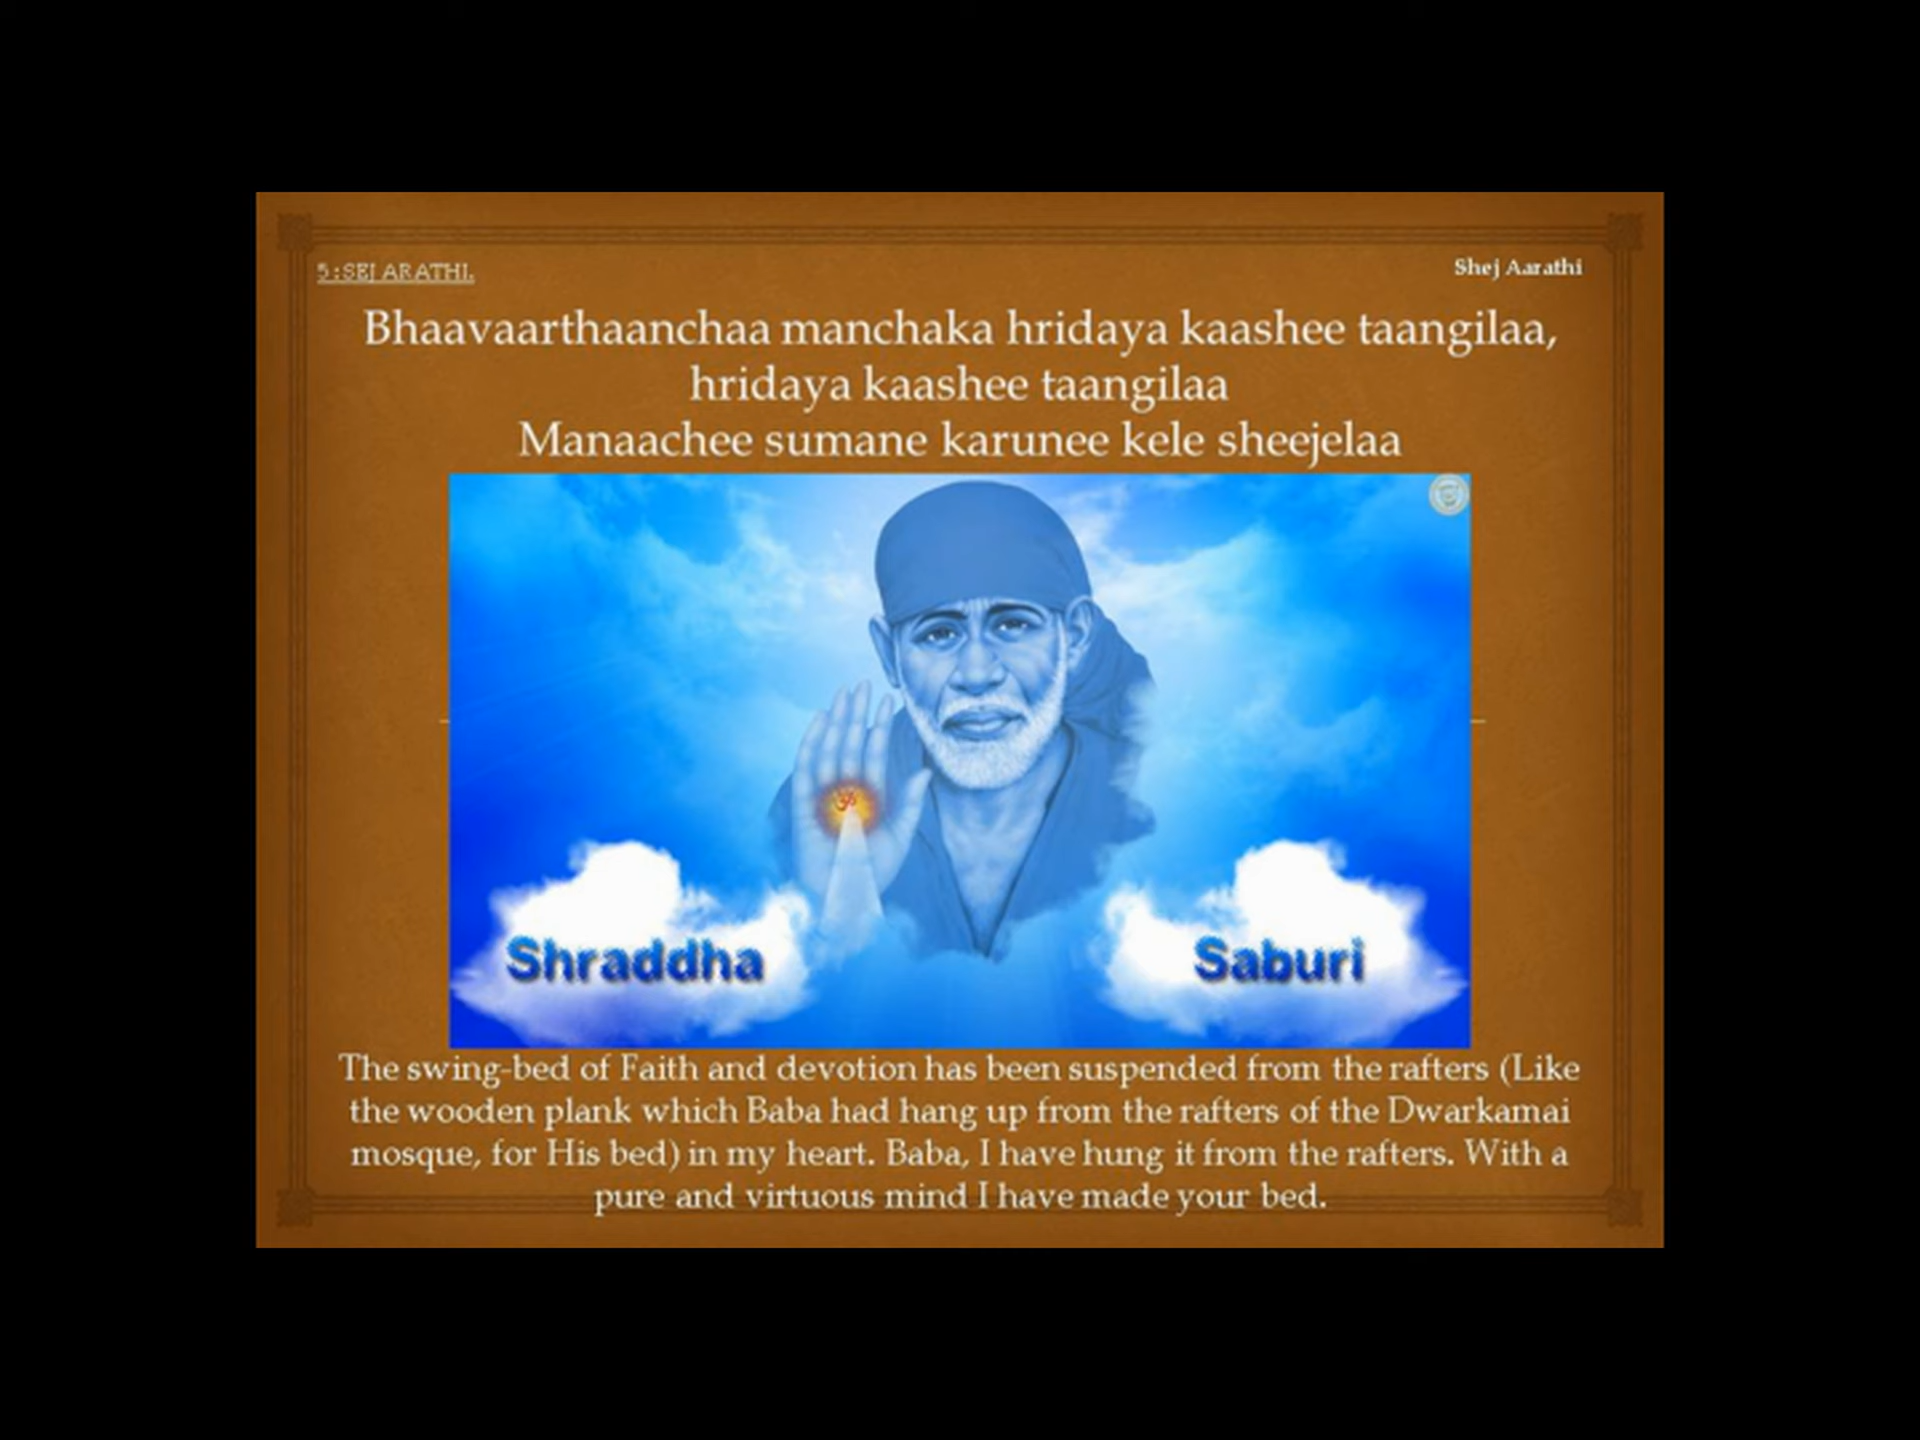 5 : SEJ ARATHI.
Shej Aarathi
Bhaavaarthaanchaa manchaka hridaya kaashee taangilaa,
hridaya kaashee taangilaa
Manaachee sumane karunee kele sheejelaa
ॐ
Shraddha
Saburi
The swing-bed of Faith and devotion has been suspended from the rafters (Like
the wooden plank which Baba had hang up from the rafters of the Dwarkamai
mosque, for His bed) in my heart. Baba, I have hung it from the rafters. With a
pure and virtuous mind I have made your bed.